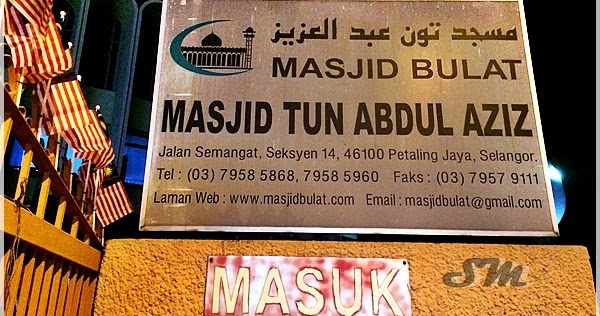 مسجد تون عبد العزيز
MASJID BULAT
MASJID TUN ABDUL AZIZ
Jalan Semangat, Seksyen 14, 46100 Petaling Jaya, Selangor.
Tel : (03) 7958 5868, 7958 5960 Faks : (03) 7957 9111
Laman Web : www.masjidbulat.com Email : masjidbulat@gmail.com
MASUK
SM